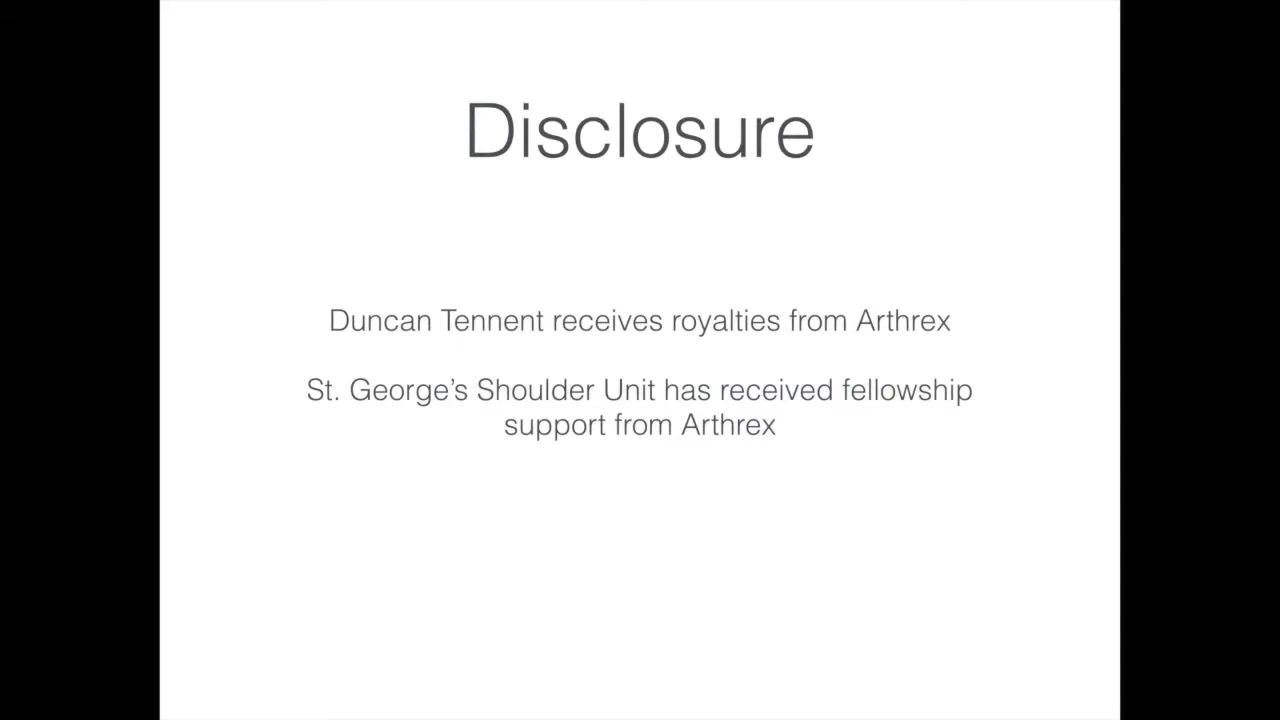 Disclosure
Duncan Tennent receives royalties from Arthrex
St. George’s Shoulder Unit has received fellowship
support from Arthrex